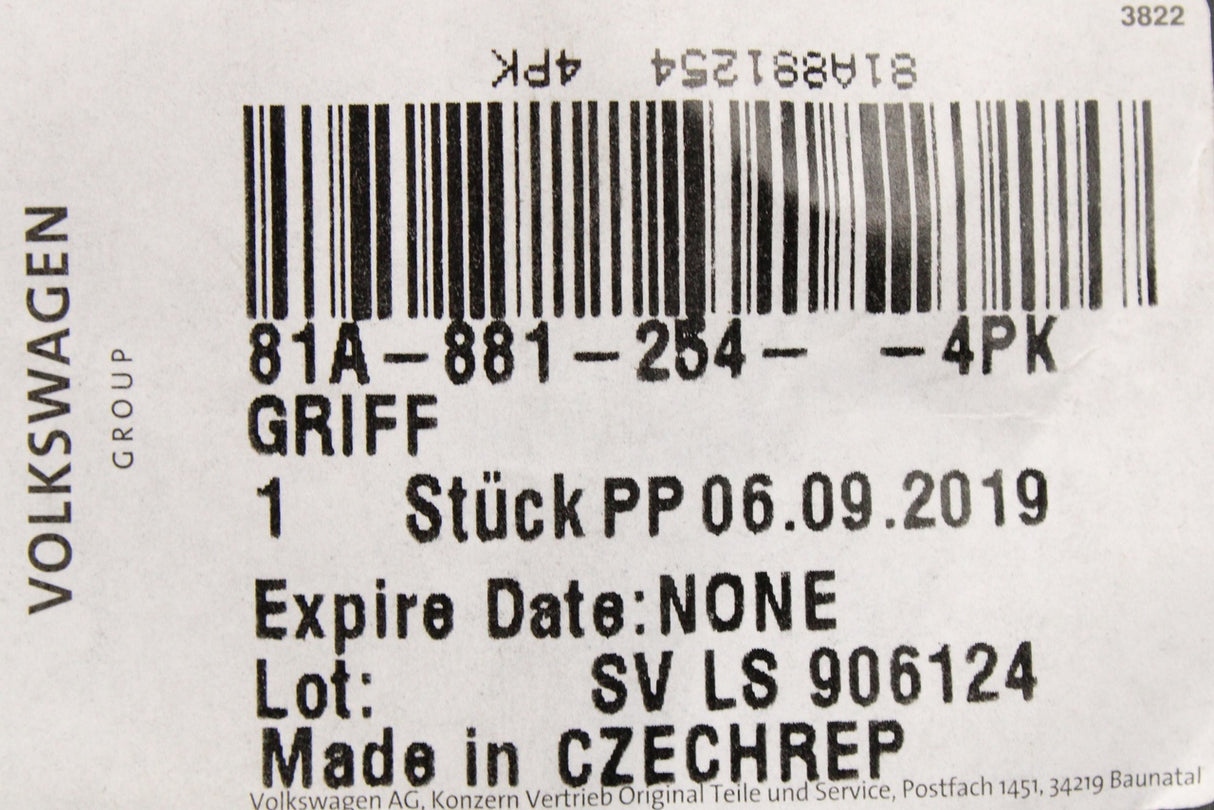 3822
81A881254 4PK
VOLKSWAGEN
GROUP
81A-881-254- -4PK
GRIFF
1 Stück PP 06.09.2019
Expire Date:NONE
Lot: SV LS 906124
Made in CZECHREP
Volkswagen AG, Konzern Vertrieb Original Teile und Service, Postfach 1451, 34219 Baunatal